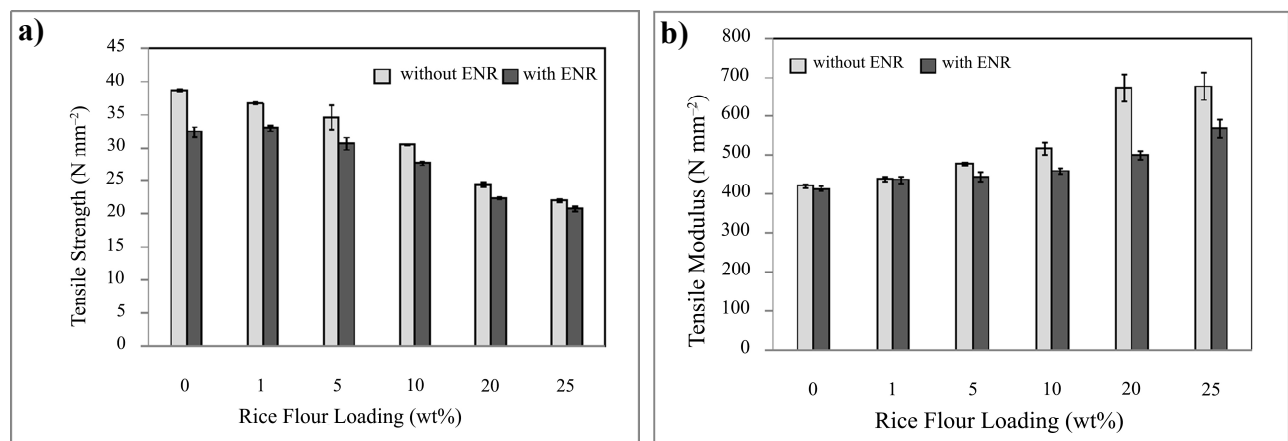 a)
Tensile Strength (N mm⁻²)
45
40
35
30
25
20
15
10
5
0
without ENR with ENR
0 1 5 10 20 25
Rice Flour Loading (wt%)
b)
Tensile Modulus (N mm⁻²)
800
700
600
500
400
300
200
100
0
without ENR with ENR
0 1 5 10 20 25
Rice Flour Loading (wt%)